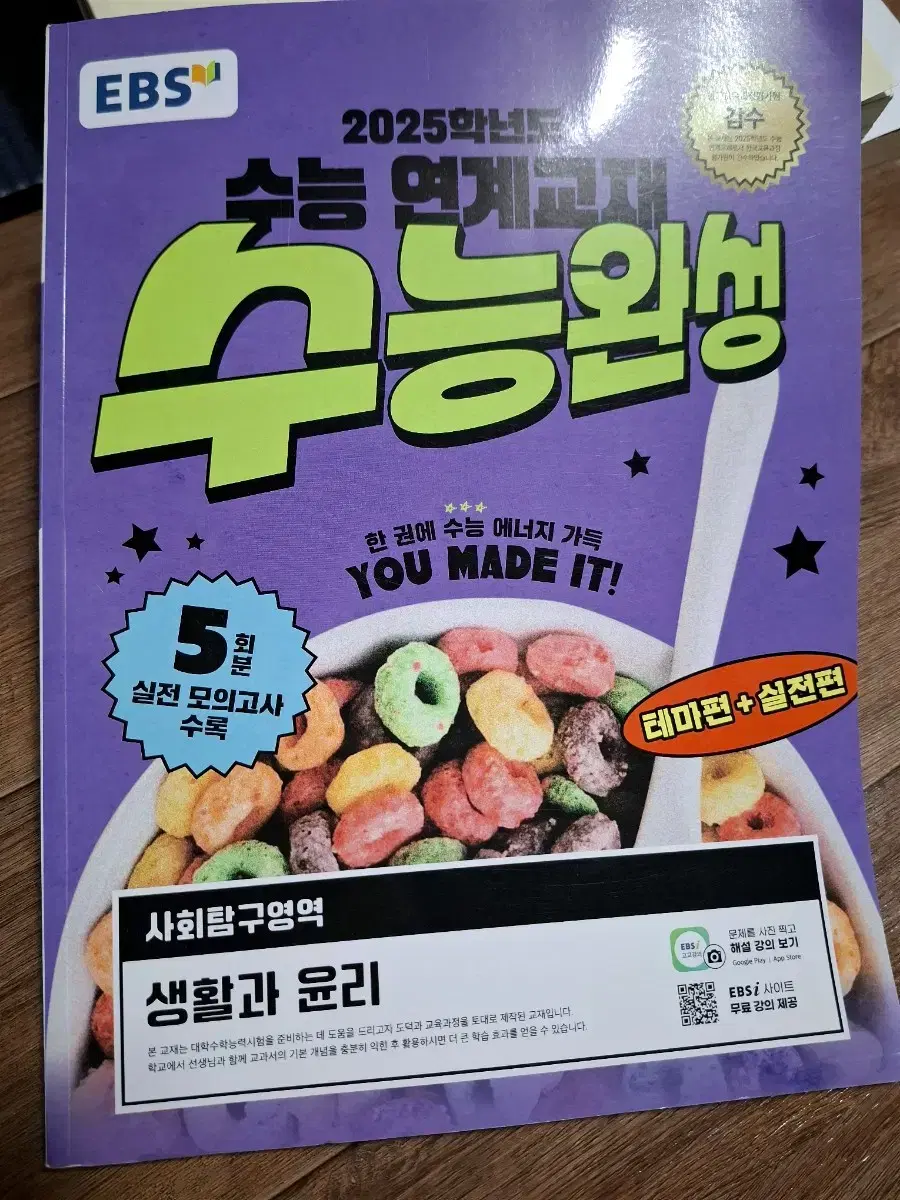 EBS
2025학년도
수능 연계교재
수능완성
검수
한 권에 수능 에너지 가득
YOU MADE IT!
5회분
실전 모의고사
수록
테마편 + 실전편
사회탐구영역
생활과 윤리
본 교재는 대학수학능력시험을 준비하는 데 도움을 드리고자 도덕과 교육과정을 토대로 제작된 교재입니다.
학교에서 선생님과 함께 교과서의 기본 개념을 충분히 익힌 후 활용하시면 더 큰 학습 효과를 얻을 수 있습니다.
EBSi
고교강의
문제를 사진 찍고
해설 강의 보기
Google Play | App Store
EBSi 사이트
무료 강의 제공